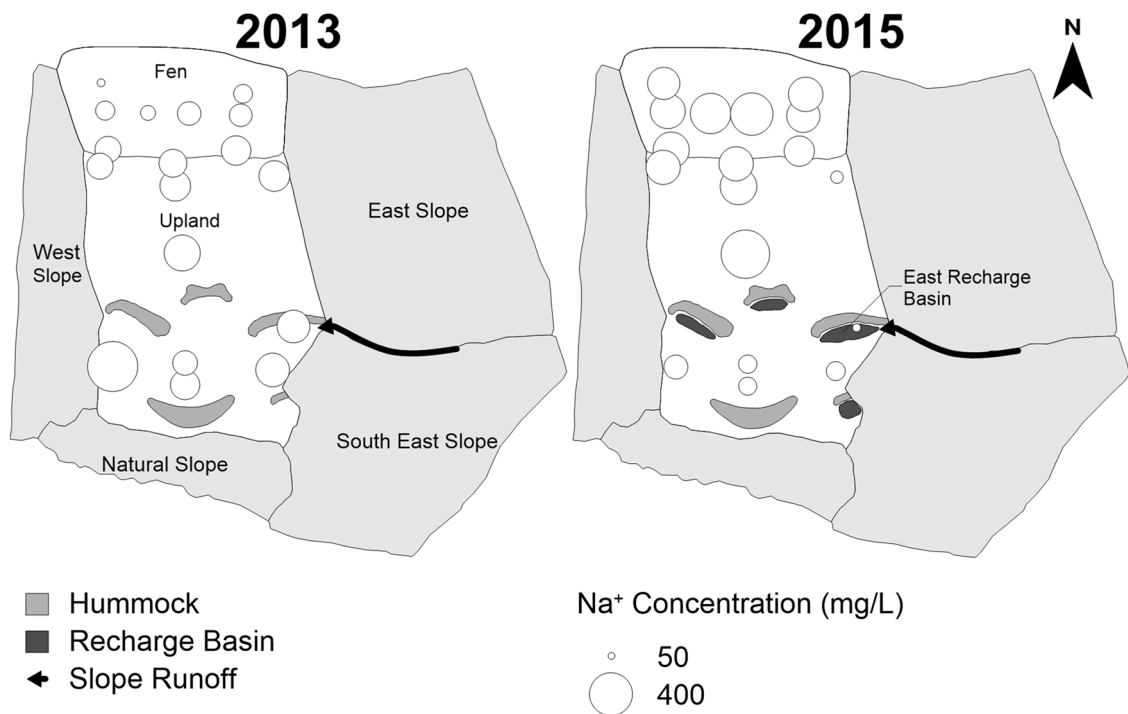 2013
2015
N
Fen
Upland
West
Slope
East Slope
South East Slope
Natural Slope
East Recharge
Basin
Hummock
Recharge Basin
Slope Runoff
Na⁺ Concentration (mg/L)
50
400